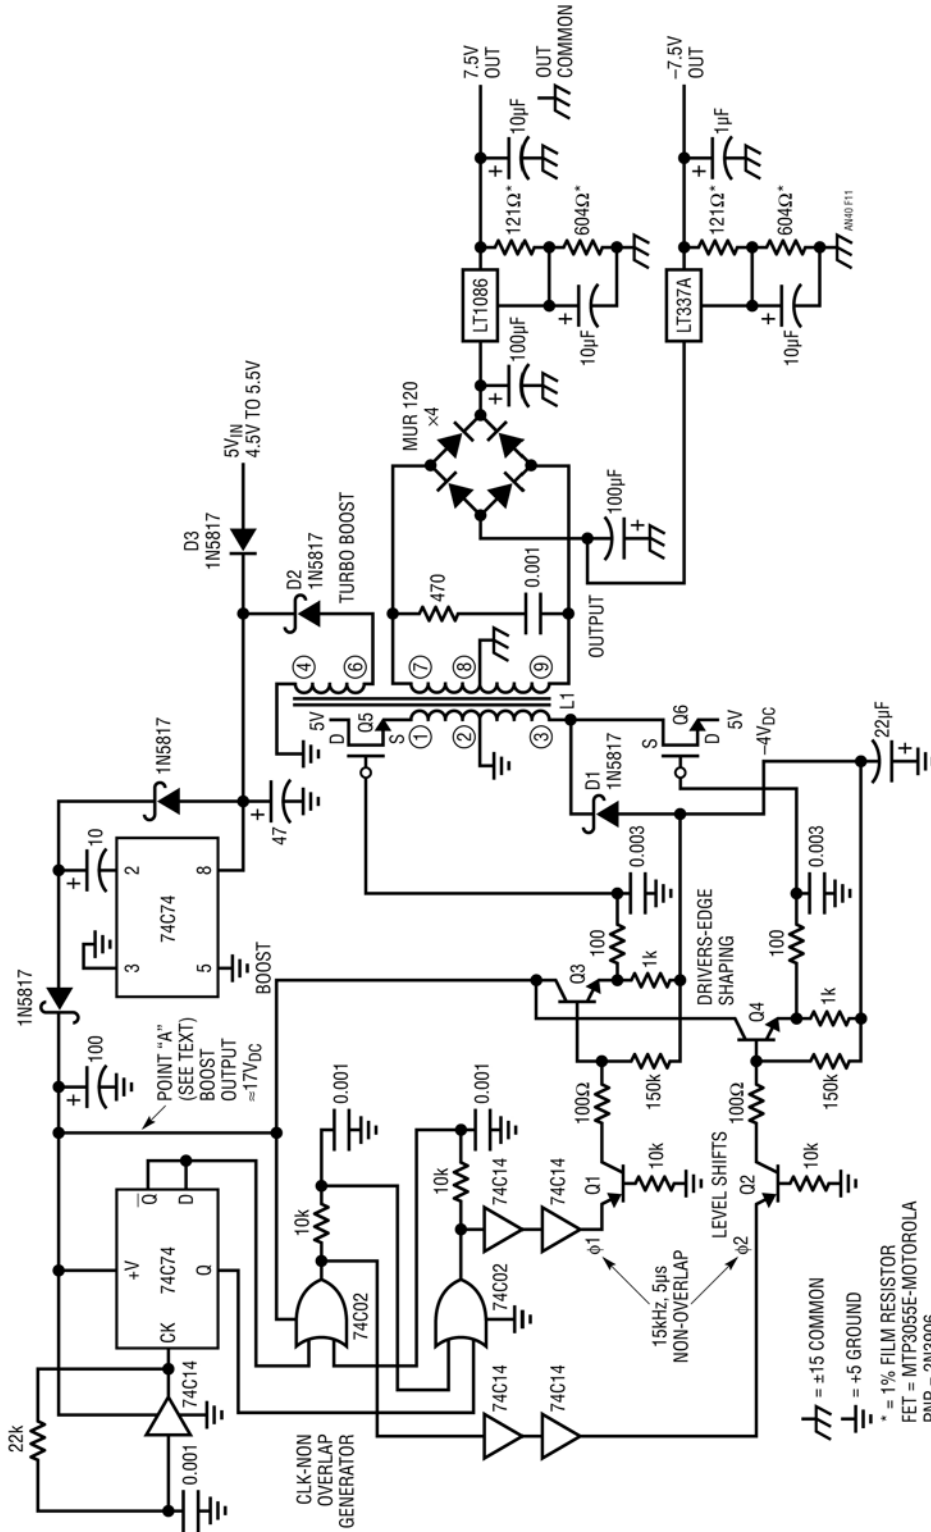 22k
0.001
74C14
CK
+V
Q
D
Q
74C74
100
POINT "A"
(SEE TEXT)
BOOST
OUTPUT
≈17VDC
1N5817
3
2
5
8
74C74
10
BOOST
1N5817
47
D3
1N5817
5VIN
4.5V TO 5.5V
D2
1N5817
TURBO BOOST
CLK-NON
OVERLAP
GENERATOR
74C02
10k
0.001
74C02
10k
0.001
74C14
74C14
74C14
74C14
15kHz, 5µs
NON-OVERLAP
ϕ1
ϕ2
LEVEL SHIFTS
Q1
10k
100Ω
150k
Q2
10k
100Ω
150k
Q3
1k
100
0.003
DRIVERS-EDGE
SHAPING
Q4
1k
100
0.003
5V
D
Q5
S
4
6
1
2
3
7
8
9
L1
D1
1N5817
S
Q6
D
5V
–4VDC
22µF
+
470
0.001
OUTPUT
MUR 120
×4
100µF
+
100µF
+
LT1086
121Ω*
604Ω*
10µF
+
10µF
+
7.5V
OUT
OUT
COMMON
LT337A
121Ω*
604Ω*
10µF
+
1µF
+
–7.5V
OUT
AN40 F11
= ±15 COMMON
= +5 GROUND
* = 1% FILM RESISTOR
FET = MTP3055E-MOTOROLA
PNP = 2N3906